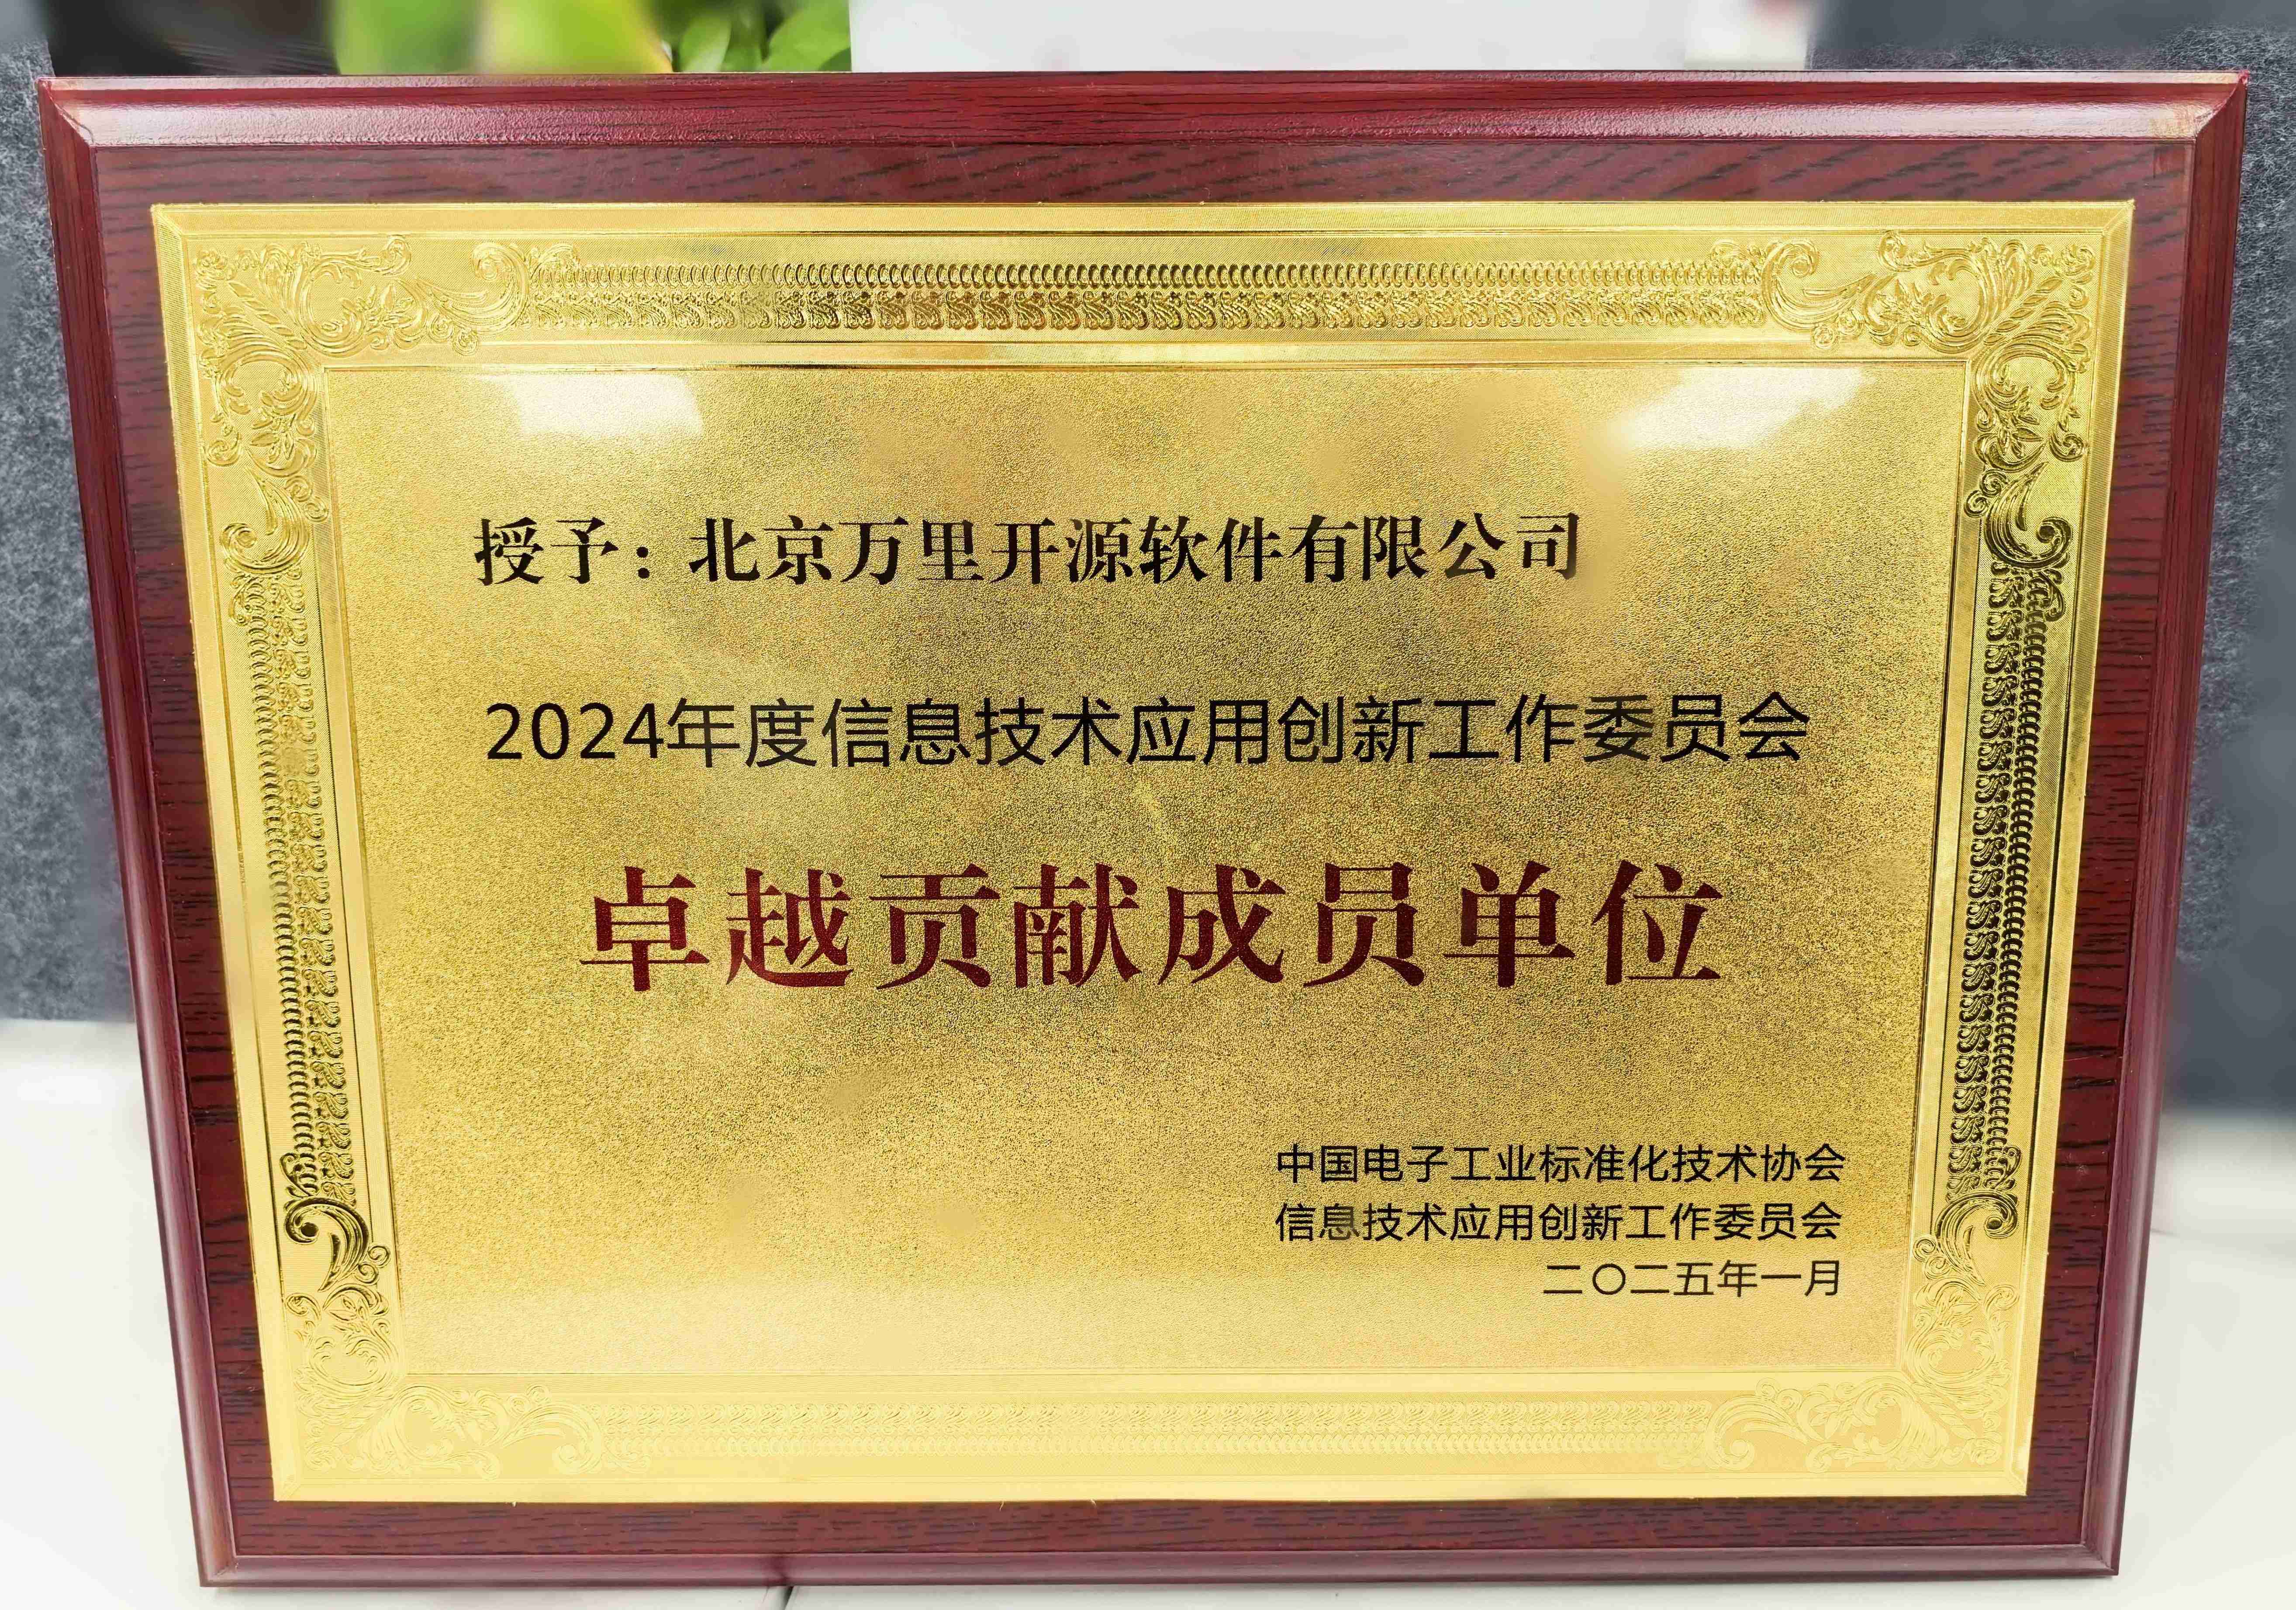 授予：北京万里开源软件有限公司
2024年度信息技术应用创新工作委员会
卓越贡献成员单位
中国电子工业标准化技术协会
信息技术应用创新工作委员会
二〇二五年一月